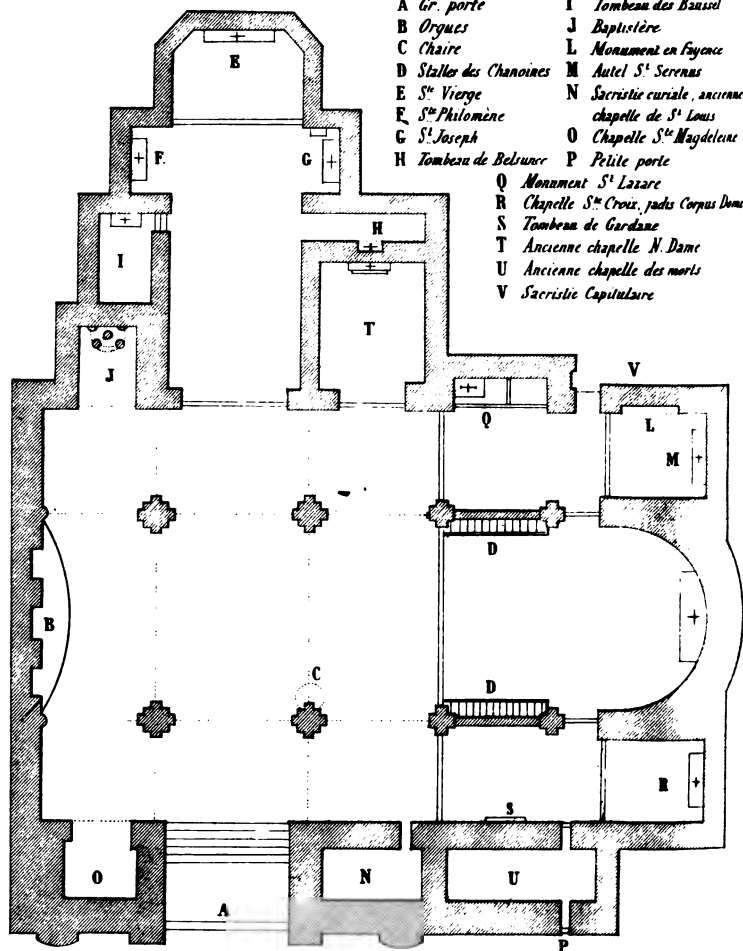 A Gr. porte
B Orgues
C Chaire
D Stalles des Chanoines
E Ste Vierge
F Ste Philomène
G St Joseph
H Tombeau de Belsunce
I Tombeau des Baussel
J Baptistère
L Monument en fayence
M Autel St Serenus
N Sacristie curiale, ancienne
chapelle de St Louis
O Chapelle Ste Magdeleine
P Petite porte
Q Monument St Lazare
R Chapelle Ste Croix, jadis Corpus Domi
S Tombeau de Gardane
T Ancienne chapelle N. Dame
U Ancienne chapelle des morts
V Sacristie Capitulaire
E
F.
G
H
I
T
J
V
Q
L
M
D
B
C
D
R
S
O
N
U
A
P